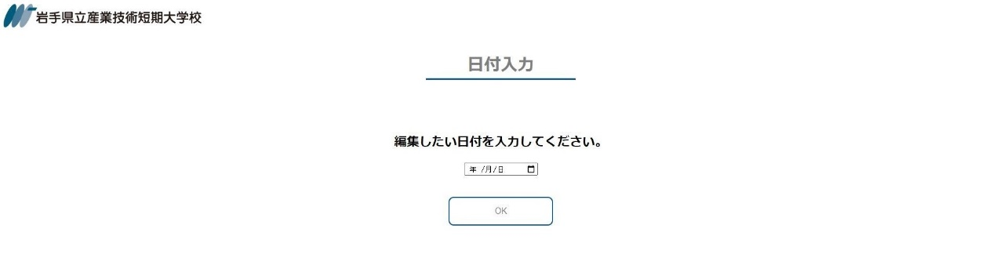 岩手県立産業技術短期大学校
日付入力
編集したい日付を入力してください。
年 /月/日
OK